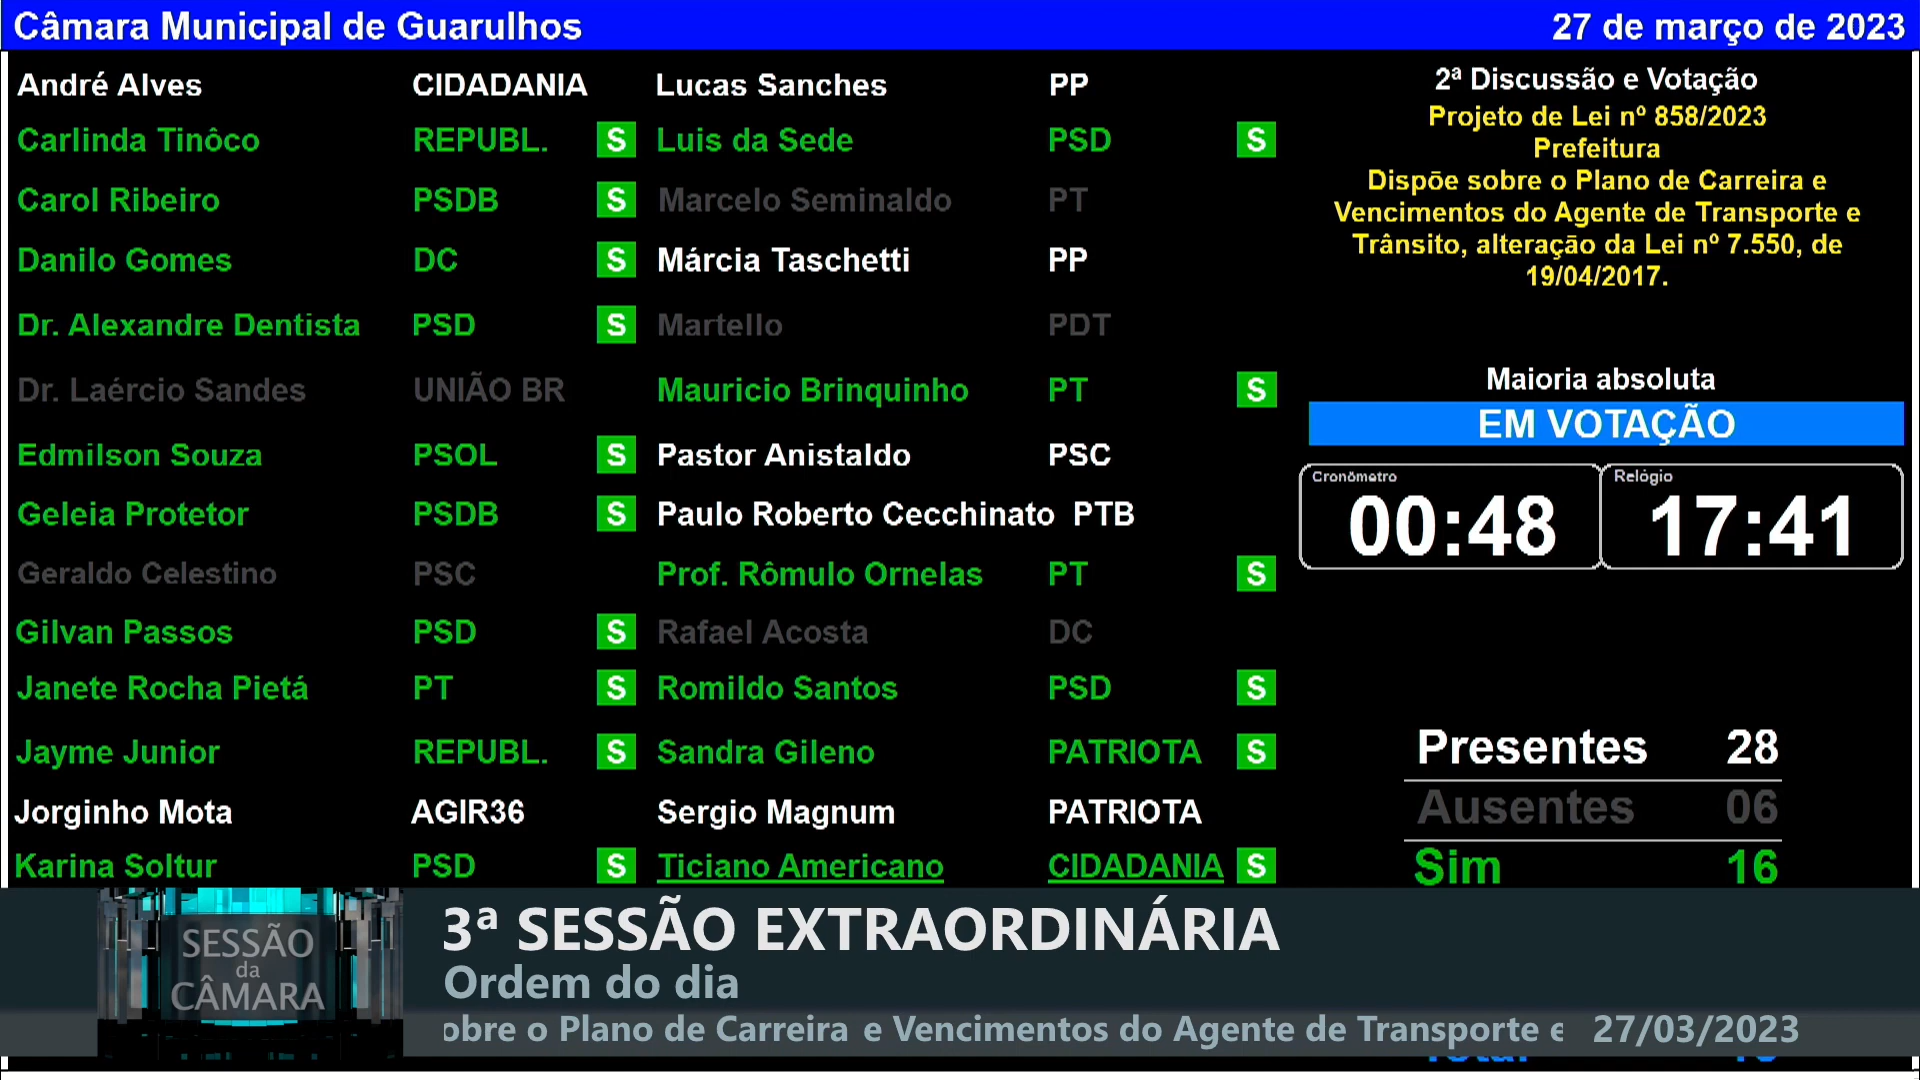 Câmara Municipal de Guarulhos 27 de março de 2023
André Alves CIDADANIA Lucas Sanches PP
Carlinda Tinôco REPUBL. S Luis da Sede PSD S
Carol Ribeiro PSDB S Marcelo Seminaldo PT
Danilo Gomes DC S Márcia Taschetti PP
Dr. Alexandre Dentista PSD S Martello PDT
Dr. Laércio Sandes UNIÃO BR Mauricio Brinquinho PT S
Edmilson Souza PSOL S Pastor Anistaldo PSC
Geleia Protetor PSDB S Paulo Roberto Cecchinato PTB
Geraldo Celestino PSC Prof. Rômulo Ornelas PT S
Gilvan Passos PSD S Rafael Acosta DC
Janete Rocha Pietá PT S Romildo Santos PSD S
Jayme Junior REPUBL. S Sandra Gileno PATRIOTA S
Jorginho Mota AGIR36 Sergio Magnum PATRIOTA
Karina Soltur PSD S Ticiano Americano CIDADANIA S
2ª Discussão e Votação
Projeto de Lei nº 858/2023
Prefeitura
Dispõe sobre o Plano de Carreira e
Vencimentos do Agente de Transporte e
Trânsito, alteração da Lei nº 7.550, de
19/04/2017.
Maioria absoluta
EM VOTAÇÃO
Cronômetro Relógio
00:48 17:41
Presentes 28
Ausentes 06
Sim 16
SESSÃO
da
CÂMARA
3ª SESSÃO EXTRAORDINÁRIA
Ordem do dia
obre o Plano de Carreira e Vencimentos do Agente de Transporte e 27/03/2023